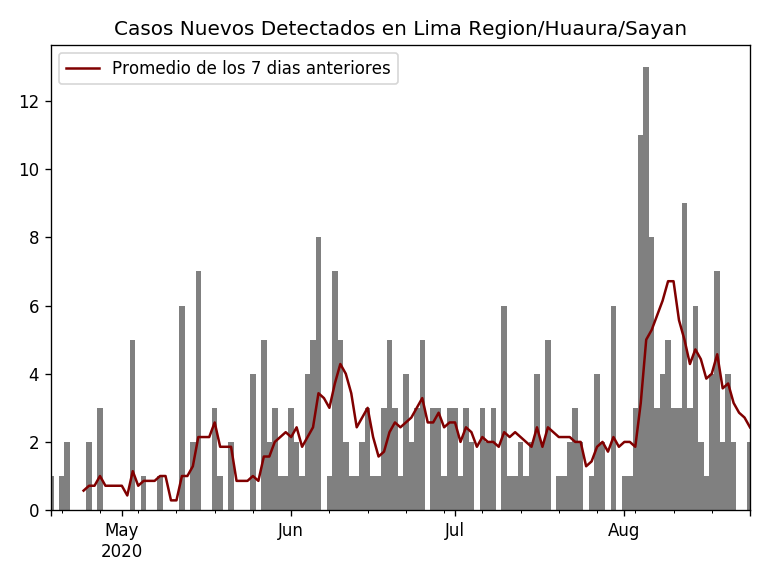 Casos Nuevos Detectados en Lima Region/Huaura/Sayan
Promedio de los 7 dias anteriores
12
10
8
6
4
2
0
May
2020
Jun
Jul
Aug